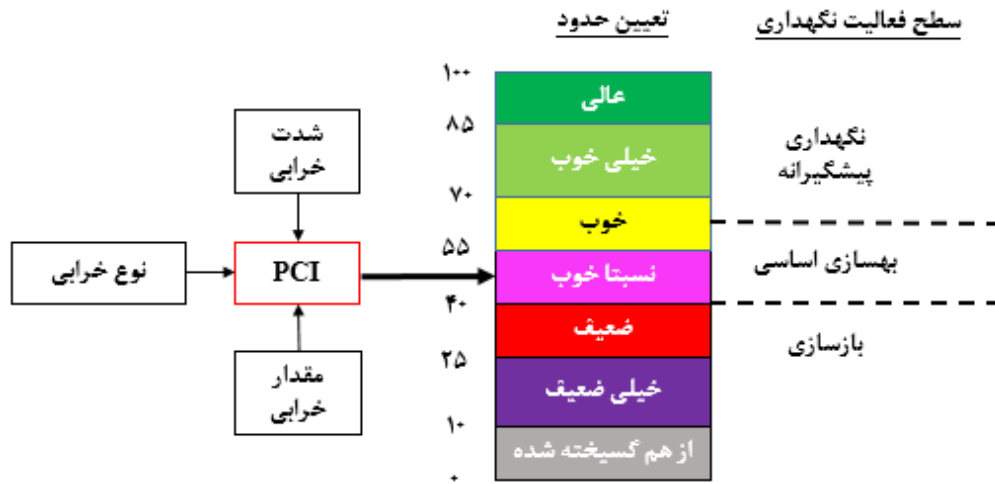 سطح فعالیت نگهداری
تعیین حدود
۱۰۰
عالی
۸۵
خیلی خوب
۷۰
خوب
۵۵
نسبتا خوب
۴۰
ضعیف
۲۵
خیلی ضعیف
۱۰
از هم گسیخته شده
۰
نگهداری
پیشگیرانه
بهسازی اساسی
بازسازی
شدت
خرابی
نوع خرابی
PCI
مقدار
خرابی